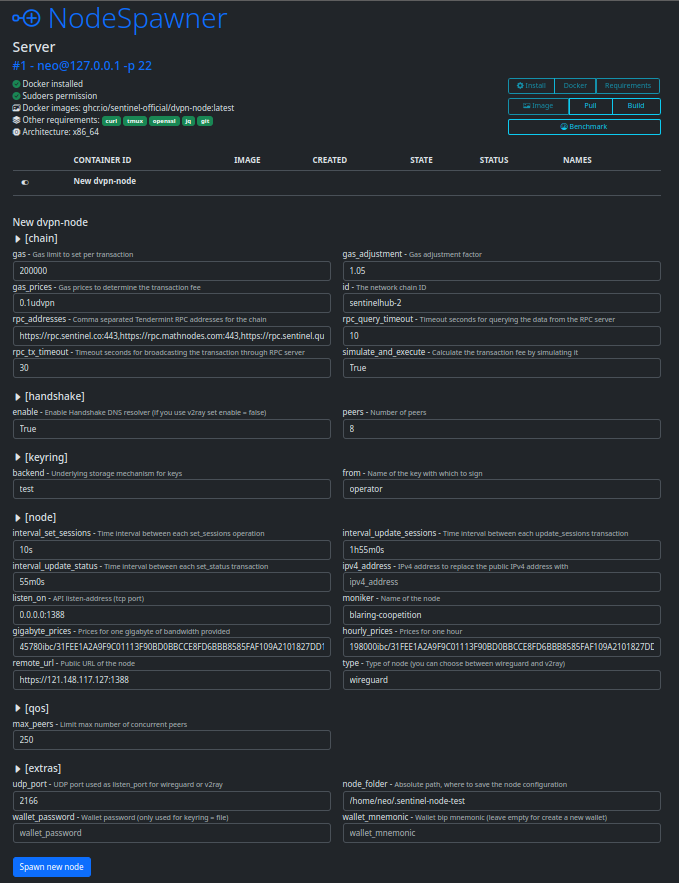 NodeSpawner
Server
#1 - neo@127.0.0.1 -p 22
Docker installed
Sudoers permission
Docker images: ghcr.io/sentinel-official/dvpn-node:latest
Other requirements: curl tmux openssl jq git
Architecture: x86_64
Install Docker Requirements
Image Pull Build
Benchmark
CONTAINER ID IMAGE CREATED STATE STATUS NAMES
New dvpn-node
New dvpn-node
[chain]
gas - Gas limit to set per transaction
200000
gas_adjustment - Gas adjustment factor
1.05
gas_prices - Gas prices to determine the transaction fee
0.1udvpn
id - The network chain ID
sentinelhub-2
rpc_addresses - Comma separated Tendermint RPC addresses for the chain
https://rpc.sentinel.co:443,https://rpc.mathnodes.com:443,https://rpc.sentinel.qu
rpc_query_timeout - Timeout seconds for querying the data from the RPC server
10
rpc_tx_timeout - Timeout seconds for broadcasting the transaction through RPC server
30
simulate_and_execute - Calculate the transaction fee by simulating it
True
[handshake]
enable - Enable Handshake DNS resolver (if you use v2ray set enable = false)
True
peers - Number of peers
8
[keyring]
backend - Underlying storage mechanism for keys
test
from - Name of the key with which to sign
operator
[node]
interval_set_sessions - Time interval between each set_sessions operation
10s
interval_update_sessions - Time interval between each update_sessions transaction
1h55m0s
interval_update_status - Time interval between each set_status transaction
55m0s
ipv4_address - IPv4 address to replace the public IPv4 address with
ipv4_address
listen_on - API listen-address (tcp port)
0.0.0.0:1388
moniker - Name of the node
blaring-coopetition
gigabyte_prices - Prices for one gigabyte of bandwidth provided
45780ibc/31FEE1A2A9F9C01113F90BD0BBCCE8FD6BBB8585FAF109A2101827DD1
hourly_prices - Prices for one hour
198000ibc/31FEE1A2A9F9C01113F90BD0BBCCE8FD6BBB8585FAF109A2101827DD
remote_url - Public URL of the node
https://121.148.117.127:1388
type - Type of node (you can choose between wireguard and v2ray)
wireguard
[qos]
max_peers - Limit max number of concurrent peers
250
[extras]
udp_port - UDP port used as listen_port for wireguard or v2ray
2166
node_folder - Absolute path, where to save the node configuration
/home/neo/.sentinel-node-test
wallet_password - Wallet password (only used for keyring = file)
wallet_password
wallet_mnemonic - Wallet bip mnemonic (leave empty for create a new wallet)
wallet_mnemonic
Spawn new node